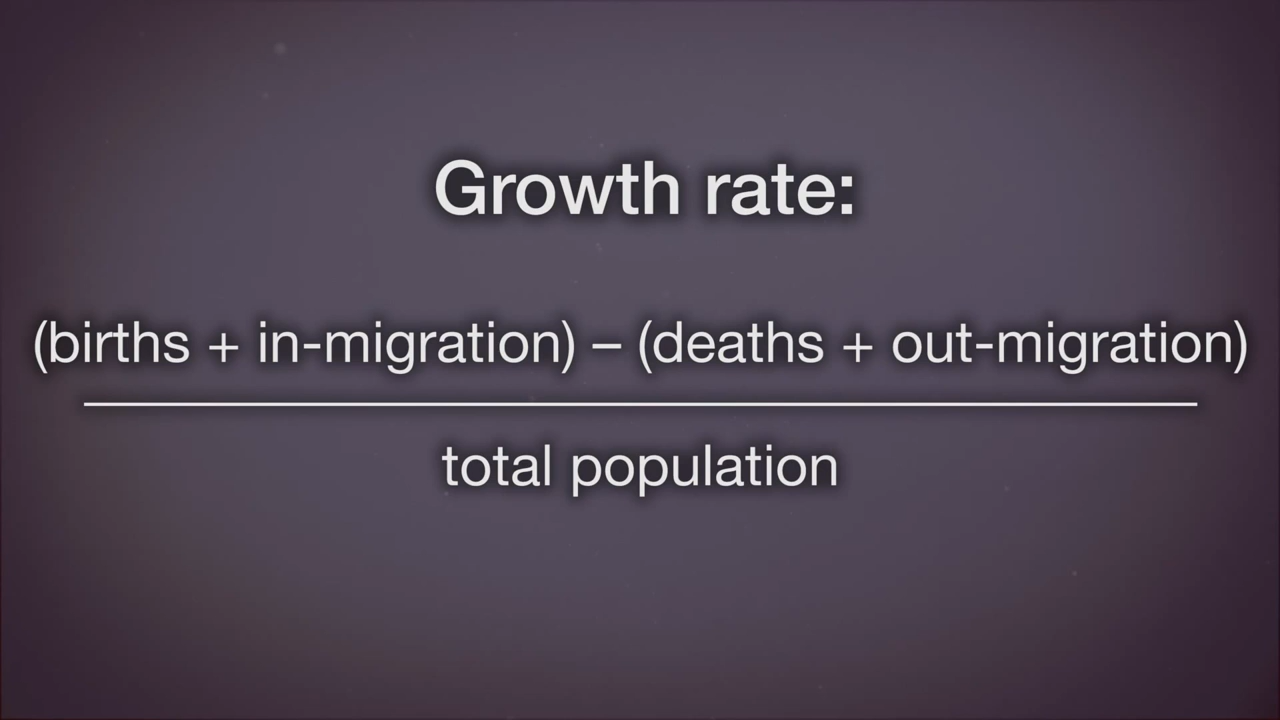 Growth rate:
(births + in-migration) – (deaths + out-migration)
total population